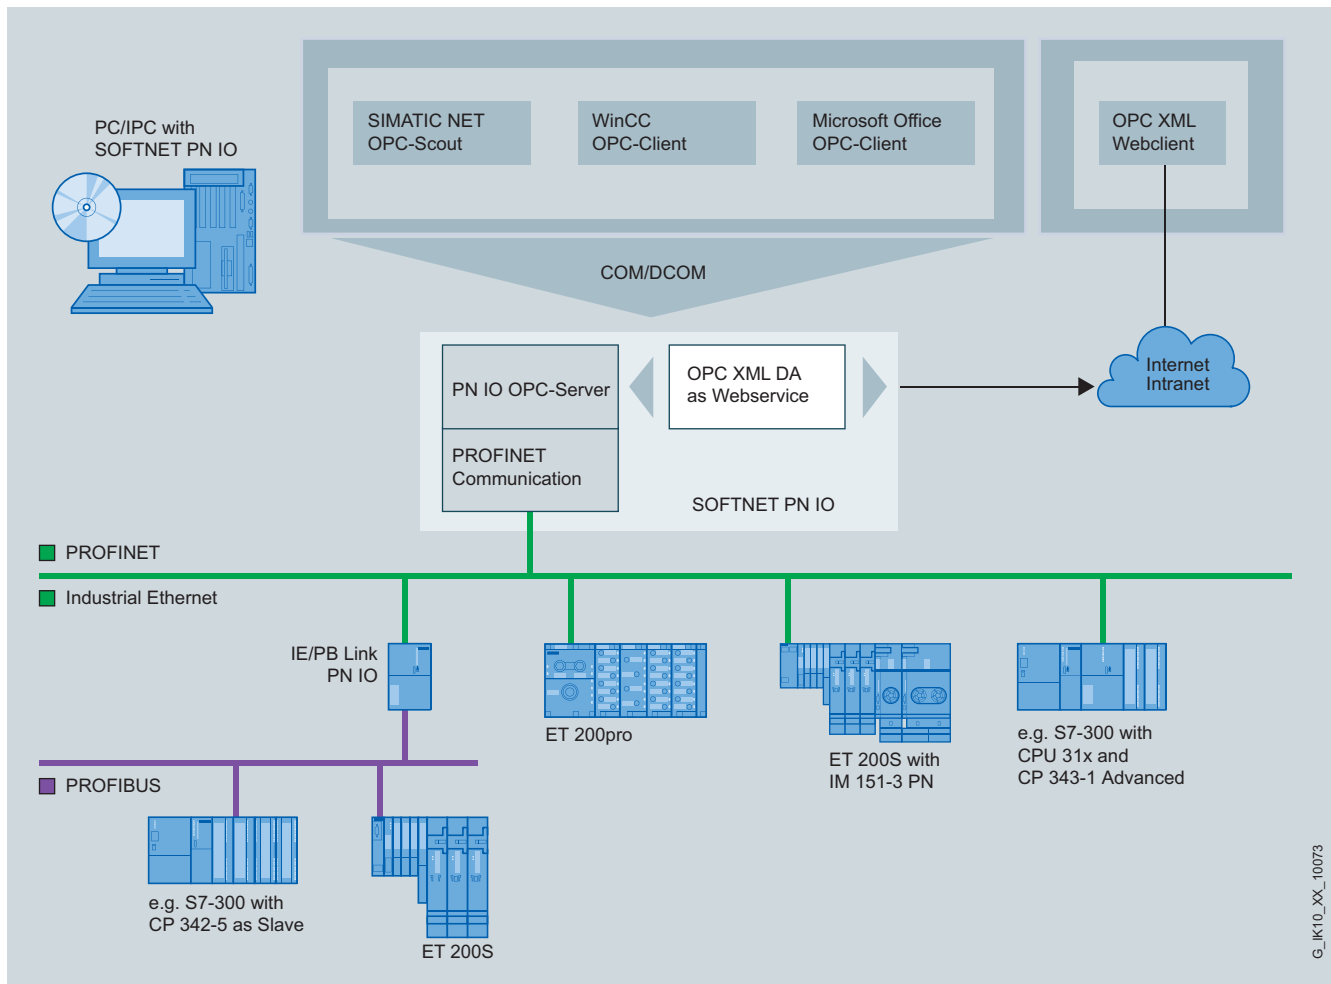 PC/IPC with
SOFTNET PN IO
SIMATIC NET
OPC-Scout
WinCC
OPC-Client
Microsoft Office
OPC-Client
OPC XML
Webclient
COM/DCOM
PN IO OPC-Server
OPC XML DA
as Webservice
Internet
Intranet
PROFINET
Communication
SOFTNET PN IO
PROFINET
Industrial Ethernet
IE/PB Link
PN IO
ET 200pro
ET 200S with
IM 151-3 PN
e.g. S7-300 with
CPU 31x and
CP 343-1 Advanced
PROFIBUS
e.g. S7-300 with
CP 342-5 as Slave
ET 200S
G_IK10_XX_10073